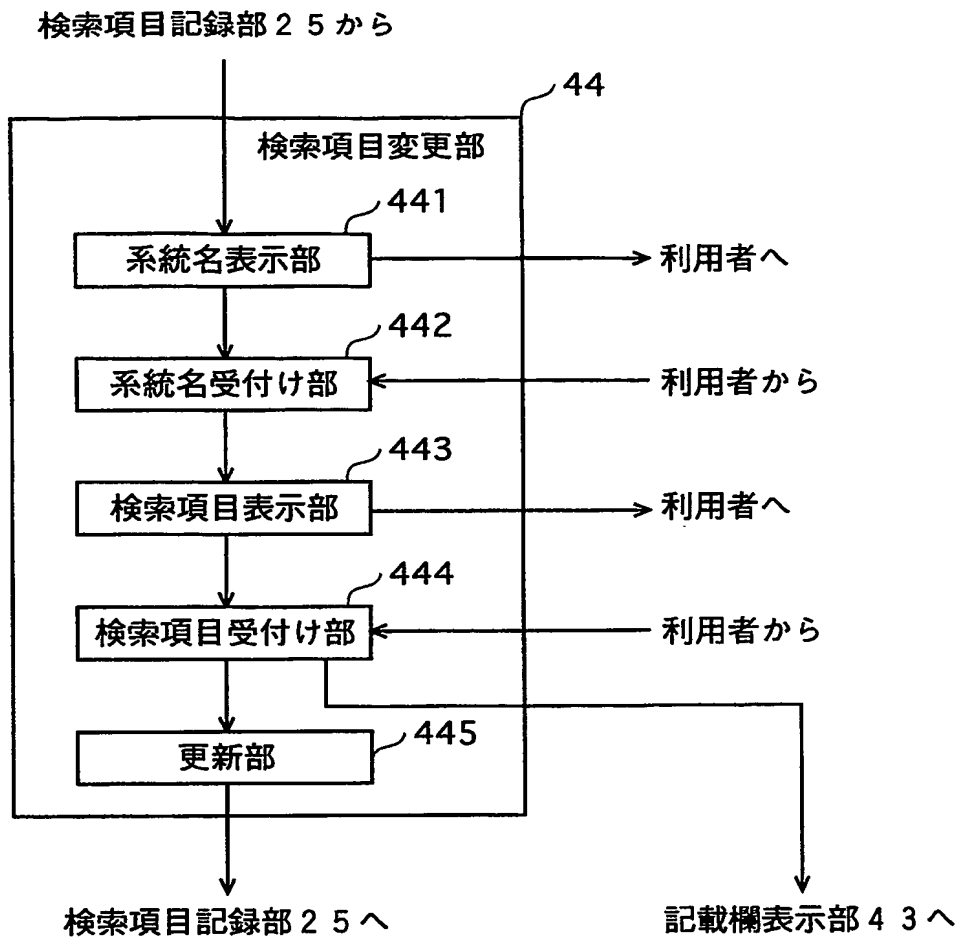 検索項目記録部25から
44
検索項目変更部
441
系統名表示部
利用者へ
442
系統名受付け部
利用者から
443
検索項目表示部
利用者へ
444
検索項目受付け部
利用者から
445
更新部
検索項目記録部25へ
記載欄表示部43へ